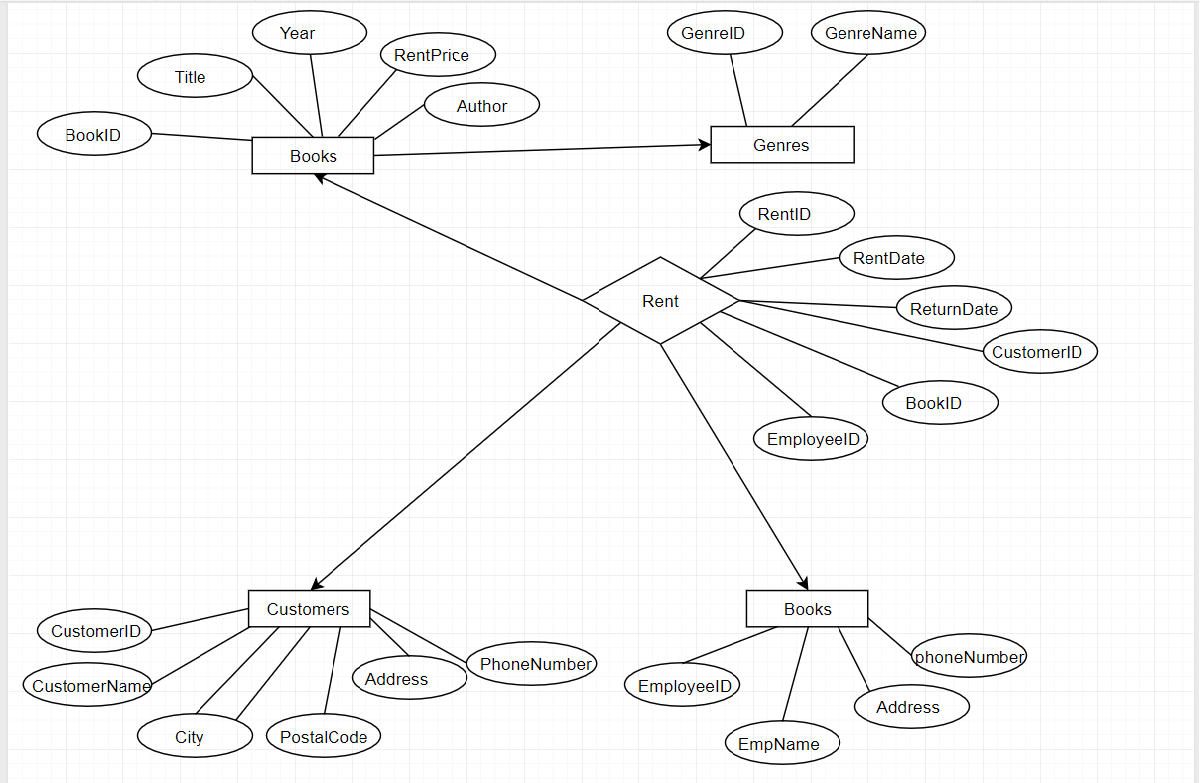 Year
GenreID
GenreName
RentPrice
Title
Author
BookID
Books
Genres
RentID
RentDate
Rent
ReturnDate
CustomerID
BookID
EmployeeID
Customers
Books
CustomerID
PhoneNumber
phoneNumber
CustomerName
Address
EmployeeID
Address
City
PostalCode
EmpName